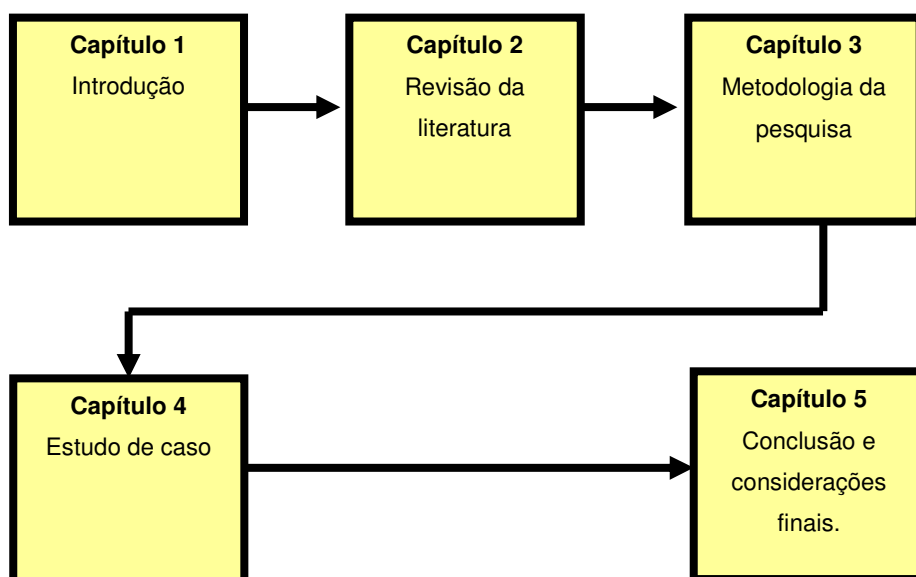 Capítulo 1
Introdução
Capítulo 2
Revisão da
literatura
Capítulo 3
Metodologia da
pesquisa
Capítulo 4
Estudo de caso
Capítulo 5
Conclusão e
considerações
finais.